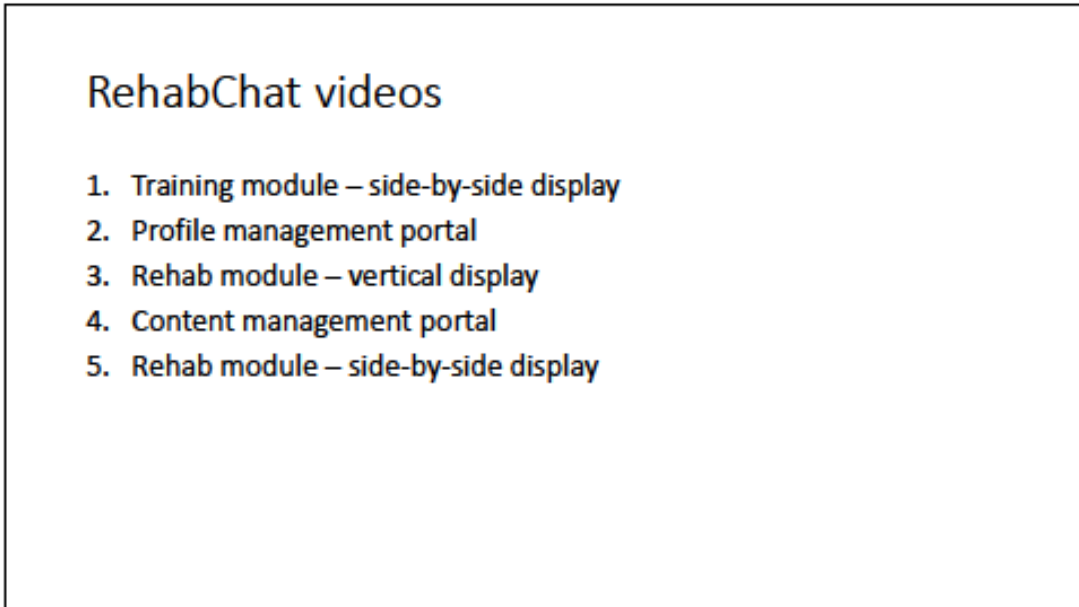 RehabChat videos
1. Training module – side-by-side display
2. Profile management portal
3. Rehab module – vertical display
4. Content management portal
5. Rehab module – side-by-side display